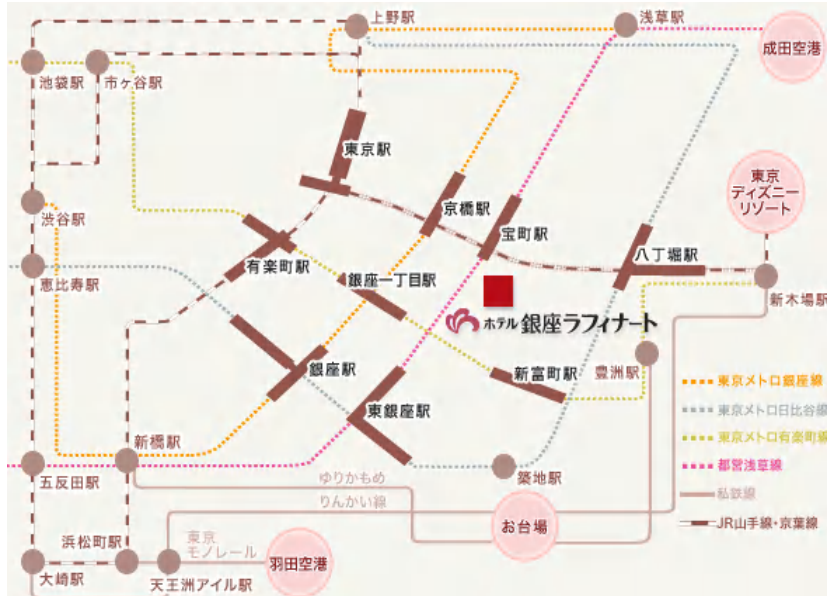 上野駅
浅草駅
成田空港
池袋駅
市ヶ谷駅
東京駅
東京
ディズニー
リゾート
京橋駅
渋谷駅
宝町駅
八丁堀駅
有楽町駅
恵比寿駅
銀座一丁目駅
新木場駅
ホテル 銀座ラフィナート
銀座駅
新富町駅
豊洲駅
東京メトロ銀座線
東銀座駅
東京メトロ日比谷線
東京メトロ有楽町線
新橋駅
都営浅草線
五反田駅
ゆりかもめ
築地駅
りんかい線
私鉄線
お台場
JR山手線・京葉線
浜松町駅
東京
モノレール
羽田空港
大崎駅
天王洲アイル駅